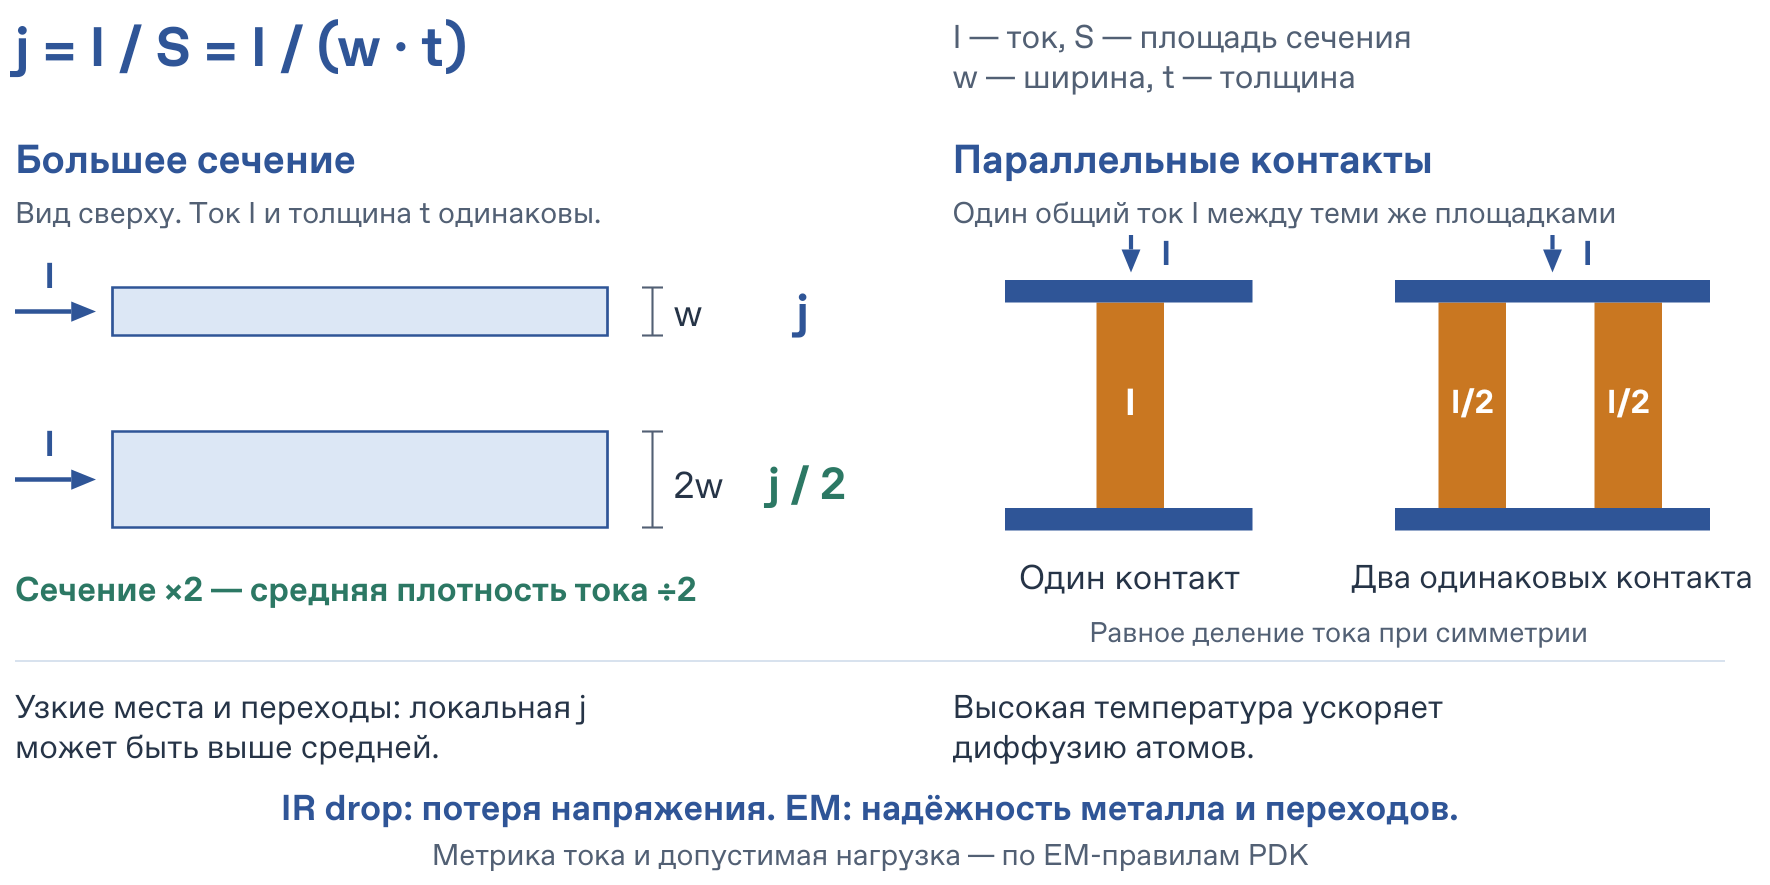 j = I / S = I / (w · t)
I — ток, S — площадь сечения
w — ширина, t — толщина
Большее сечение
Вид сверху. Ток I и толщина t одинаковы.
I
w
j
I
2w
j / 2
Сечение ×2 — средняя плотность тока ÷2
Параллельные контакты
Один общий ток I между теми же площадками
I
I
I
I/2
I/2
Один контакт
Два одинаковых контакта
Равное деление тока при симметрии
Узкие места и переходы: локальная j
может быть выше средней.
Высокая температура ускоряет
диффузию атомов.
IR drop: потеря напряжения. EM: надёжность металла и переходов.
Метрика тока и допустимая нагрузка — по EM-правилам PDK